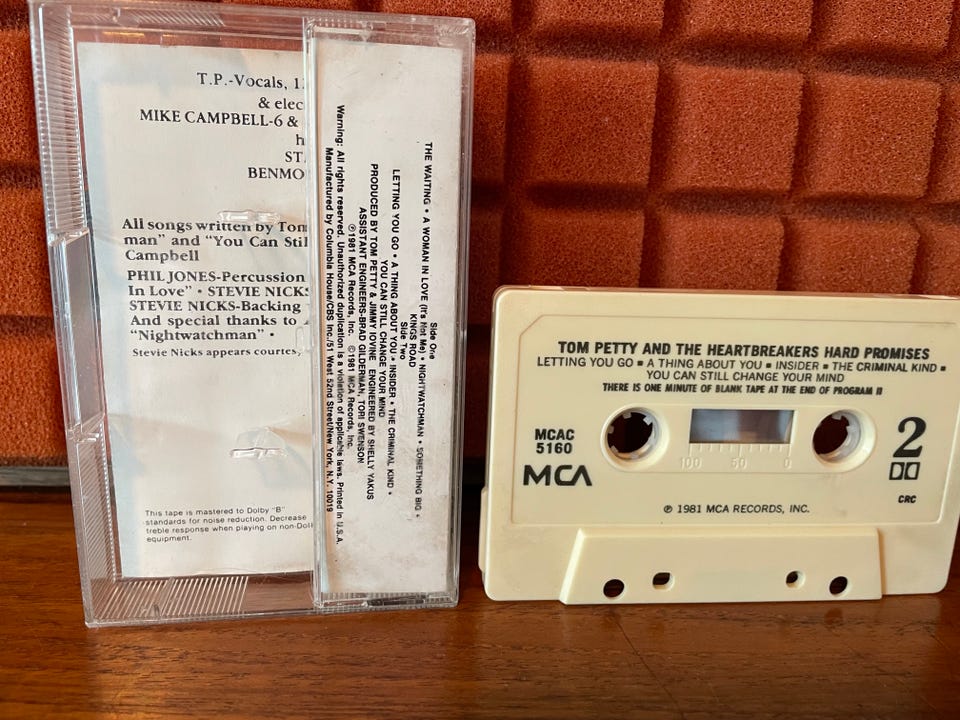 T.P.-Vocals,
& elec
MIKE CAMPBELL-6 &
BENMO
All songs written by Tom
man" and "You Can Stil
Campbell
PHIL JONES-Percussion
In Love" • STEVIE NICKS
STEVIE NICKS-Backing
And special thanks to
"Nightwatchman" •
Stevie Nicks appears courtes,
This tape is mastered to Dolby "B"
standards for noise reduction. Decrease
treble response when playing on non-Dol
equipment.
Side One
THE WAITING • A WOMAN IN LOVE (It's Not Me) • NIGHTWATCHMAN • SOMETHING BIG •
KINGS ROAD
Side Two
LETTING YOU GO • A THING ABOUT YOU • INSIDER • THE CRIMINAL KIND •
YOU CAN STILL CHANGE YOUR MIND
PRODUCED BY TOM PETTY & JIMMY IOVINE ENGINEERED BY SHELLY YAKUS
ASSISTANT ENGINEERS-BRAD GILDERMAN, TORI SWENSON
℗1981 MCA Records, Inc. ©1981 MCA Records, Inc.
Warning: All rights reserved. Unauthorized duplication is a violation of applicable laws. Printed in U.S.A.
Manufactured by Columbia House/CBS Inc./51 West 52nd Street/New York, N.Y. 10019
TOM PETTY AND THE HEARTBREAKERS HARD PROMISES
LETTING YOU GO ■ A THING ABOUT YOU ■ INSIDER ■ THE CRIMINAL KIND ■
YOU CAN STILL CHANGE YOUR MIND
THERE IS ONE MINUTE OF BLANK TAPE AT THE END OF PROGRAM II
MCAC
5160
MCA
100 50 0
2
CRC
℗ 1981 MCA RECORDS, INC.